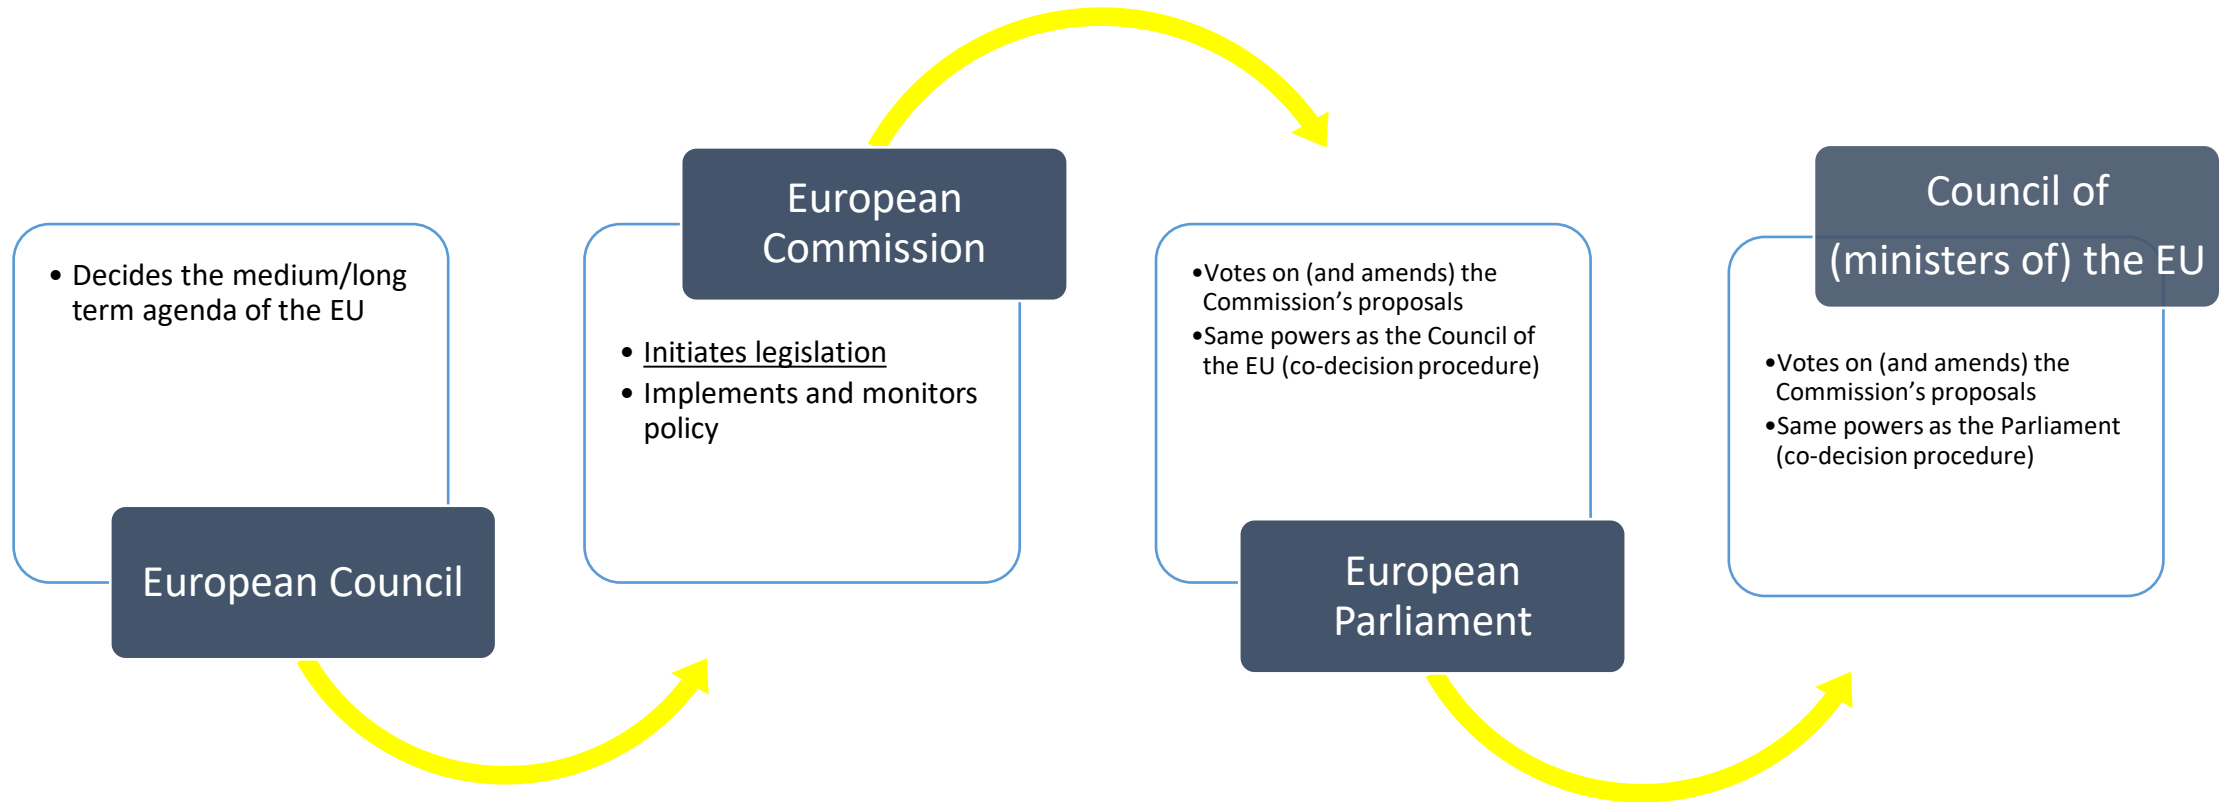 • Decides the medium/long
term agenda of the EU
European Council
European
Commission
• Initiates legislation
• Implements and monitors
policy
•Votes on (and amends) the
Commission’s proposals
•Same powers as the Council of
the EU (co-decision procedure)
European
Parliament
Council of
(ministers of) the EU
•Votes on (and amends) the
Commission’s proposals
•Same powers as the Parliament
(co-decision procedure)